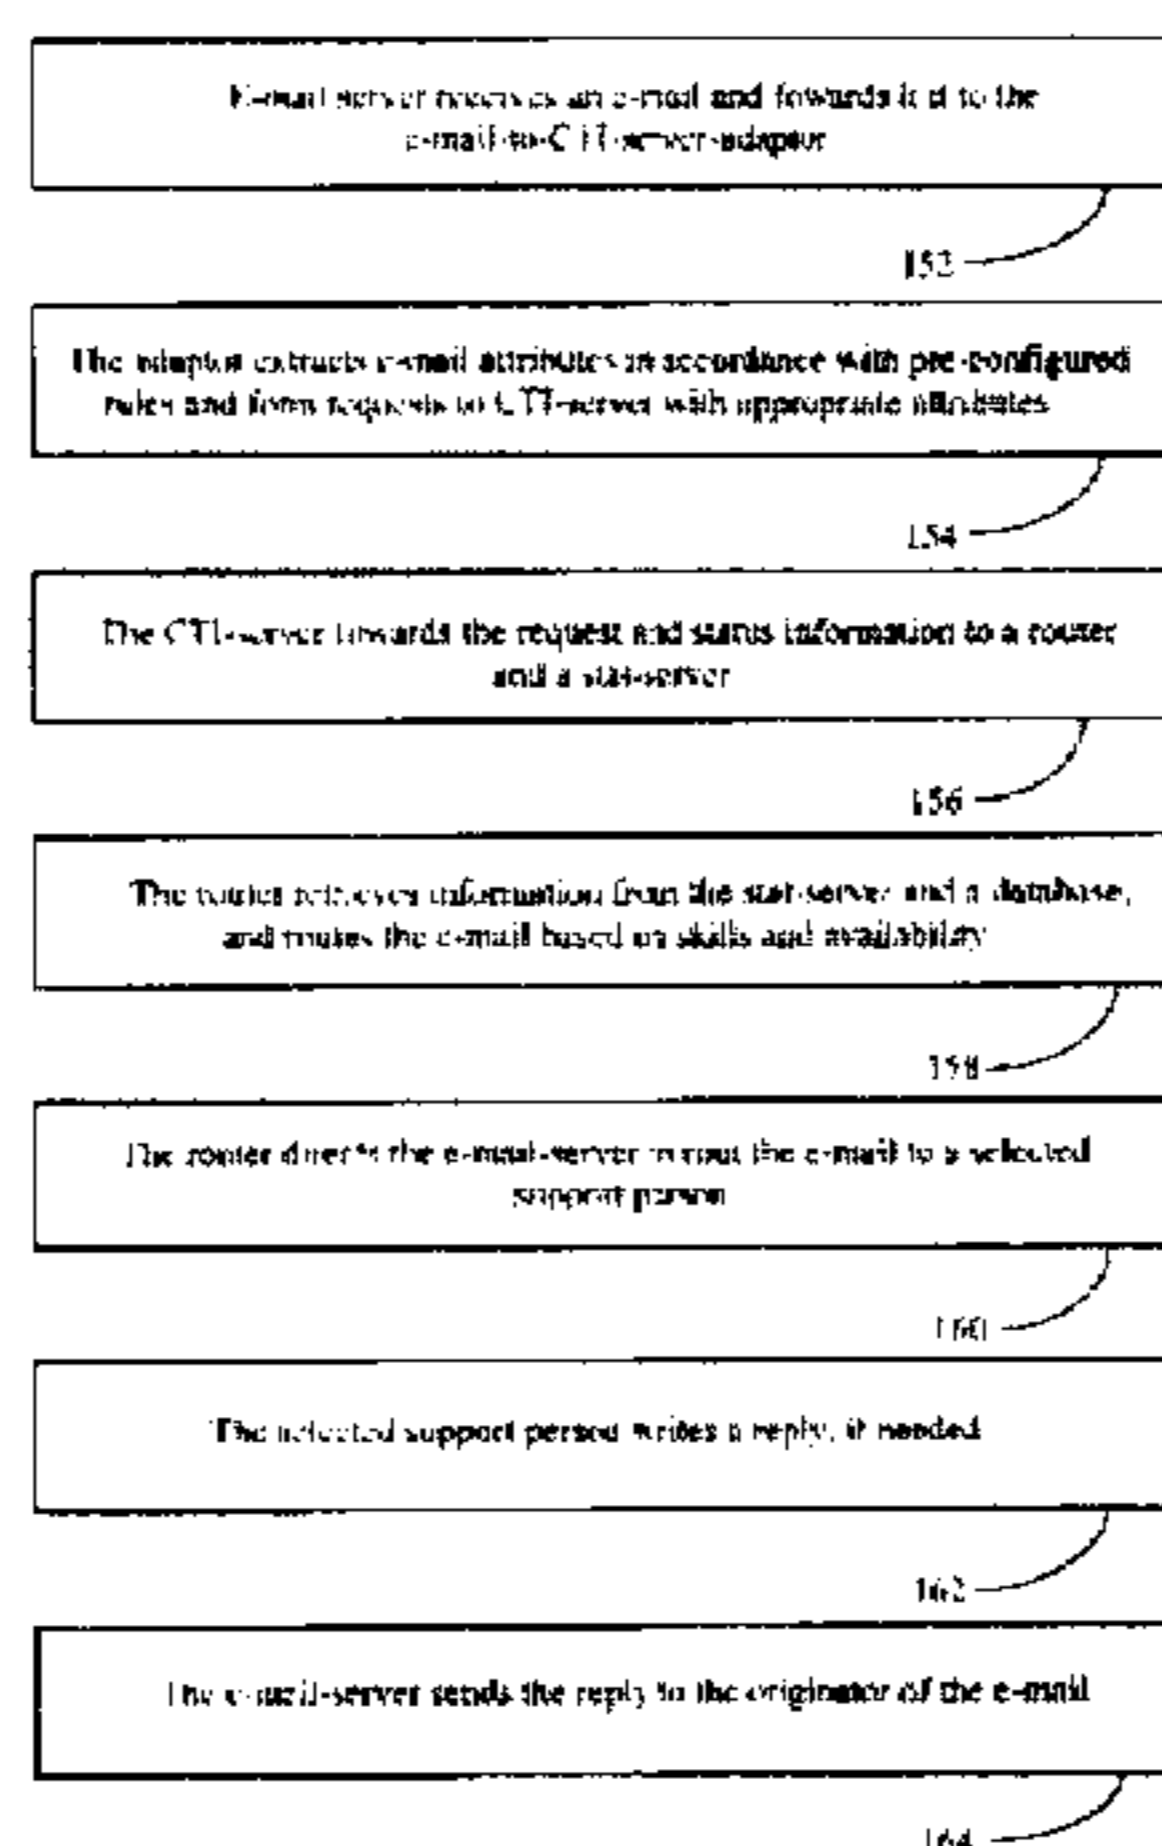 E-mail server receives an e-mail and fowards it to the
e-mail-to-CTI-server-adaptor
152
The adaptor extracts e-mail attributes in accordance with pre-configured
rules and form requests to CTI-server with appropriate attributes
154
The CTI-server fowards the request and status information to a router
and a stat-server
156
The router retrieves information from the stat-server and a database,
and routes the e-mail based on skills and availability
158
The router directs the e-mail-server to rout the e-mail to a selected
support person
160
The selected support person writes a reply, if needed
162
The e-mail-server sends the reply to the originator of the e-mail
164